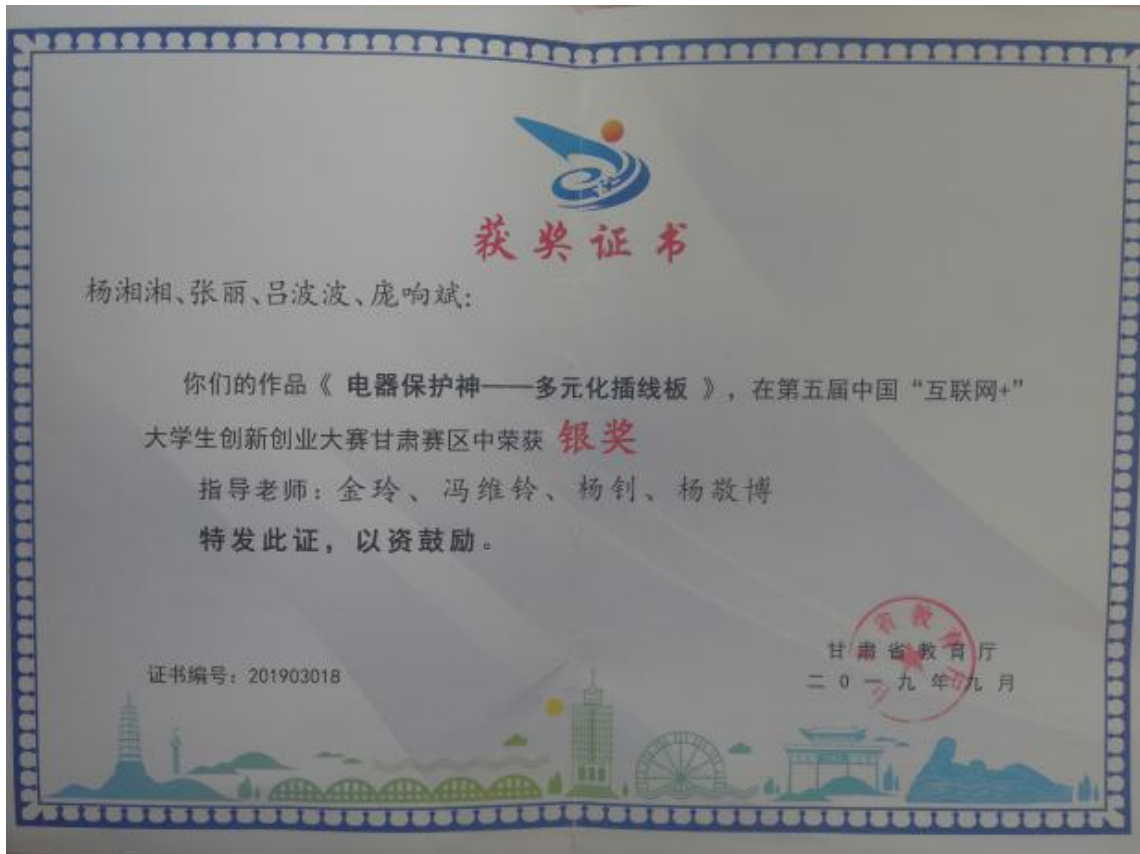 获奖证书
杨湘湘、张丽、吕波波、庞响斌:
你们的作品《 电器保护神——多元化插线板 》，在第五届中国“互联网+”
大学生创新创业大赛甘肃赛区中荣获 银奖
指导老师：金玲、冯维铃、杨钊、杨敬博
特发此证，以资鼓励。
证书编号：201903018
甘肃省教育厅
二0一九年九月